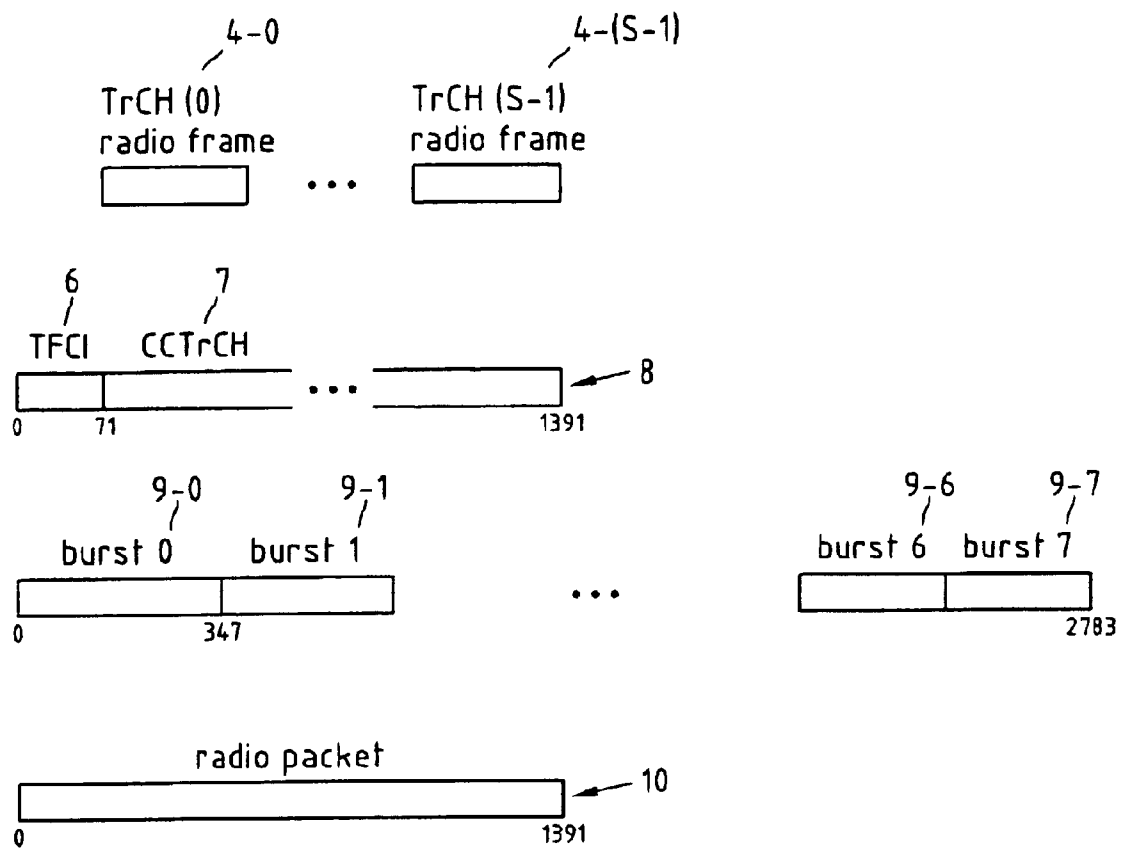 4-0 4-(S-1)
TrCH (0) TrCH (S-1)
radio frame radio frame
6 7
TFCI CCTrCH
8
0 71 1391
9-0 9-1 9-6 9-7
burst 0 burst 1 burst 6 burst 7
0 347 2783
radio packet
10
0 1391